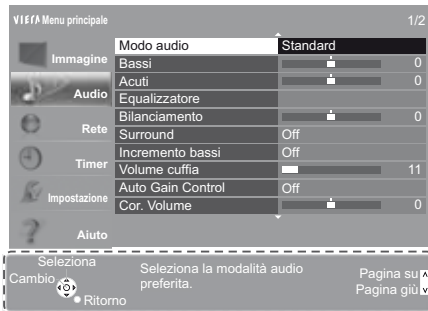 VIErA Menu principale 1/2
Immagine
Audio
Rete
Timer
Impostazione
Aiuto
Modo audio Standard
Bassi 0
Acuti 0
Equalizzatore
Bilanciamento 0
Surround Off
Incremento bassi Off
Volume cuffia 11
Auto Gain Control Off
Cor. Volume 0
Seleziona
Cambio
Ritorno
Seleziona la modalità audio
preferita.
Pagina su
Pagina giù